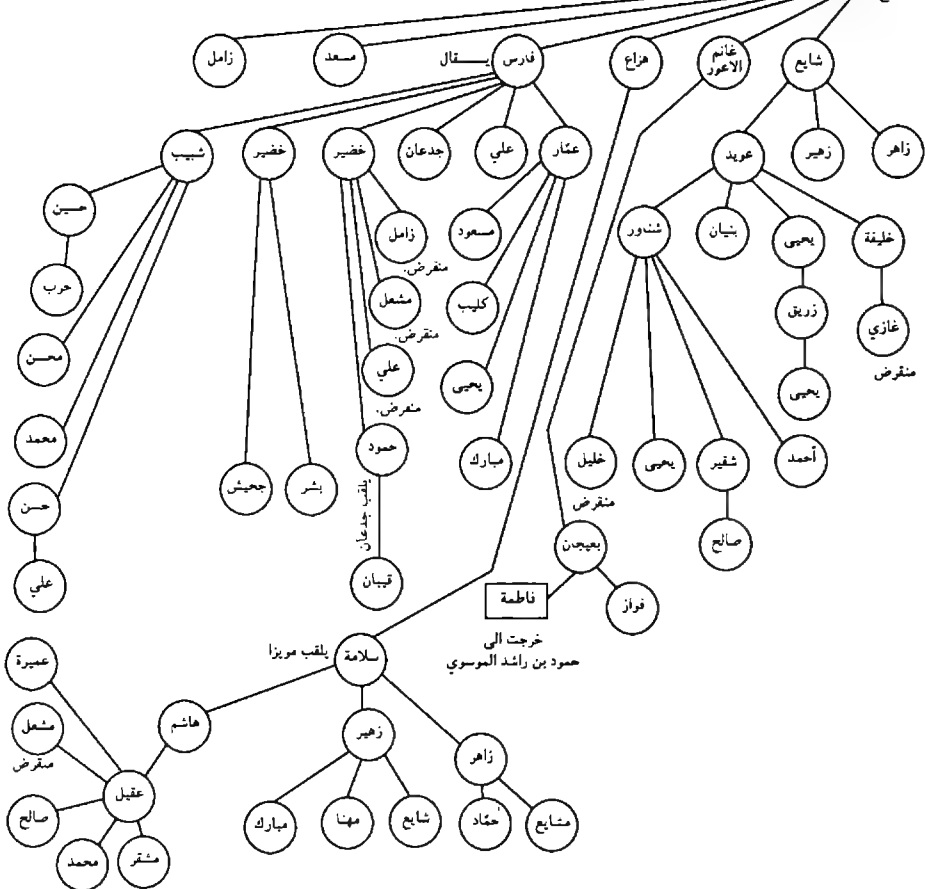 شايع
غانم
الاعور
هزاع
فارس
يقال
مسعد
زامل
زاهر
زهير
عويد
عمّار
علي
جدعان
خضير
خضير
شبيب
خليفة
يحيى
بنيان
شندور
مسعود
زامل
منقرض.
حسين
غازي
منقرض
زريق
كليب
مشعل
منقرض.
حرب
يحيى
يحيى
علي
منقرض.
محسن
أحمد
شقير
يحيى
خليل
منقرض
مبارك
حمود
يلقب جدعان
بشر
جحيش
محمد
حسن
صالح
بعيجان
قيبان
علي
فواز
فاطمة
خرجت الى
حمود بن راشد الموسوي
سلامة
يلقب مويزا
عميرة
هاشم
مشعل
منقرض
زهير
زاهر
عقيل
صالح
مشايع
حمّاد
شايع
مهنا
مبارك
مشقر
محمد